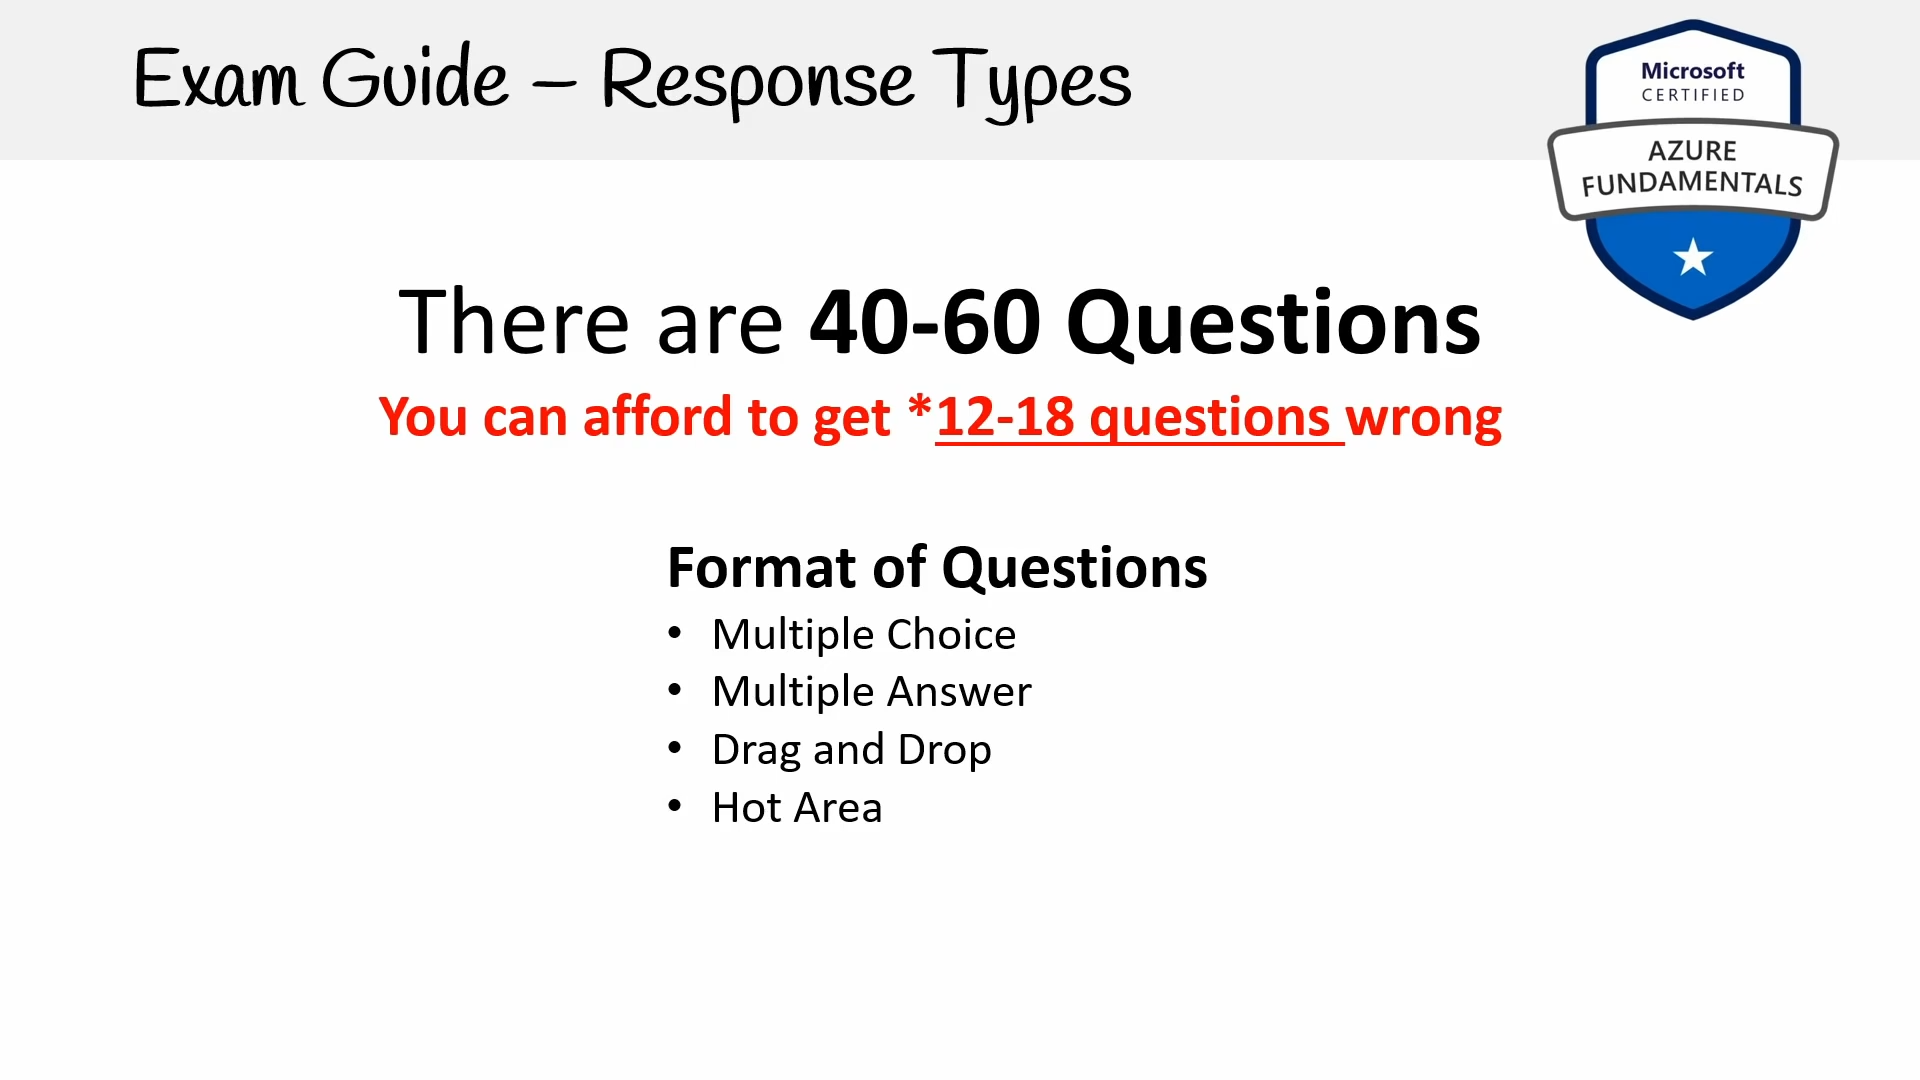 Exam Guide – Response Types
Microsoft
CERTIFIED
AZURE
FUNDAMENTALS
There are 40-60 Questions
You can afford to get *12-18 questions wrong
Format of Questions
• Multiple Choice
• Multiple Answer
• Drag and Drop
• Hot Area